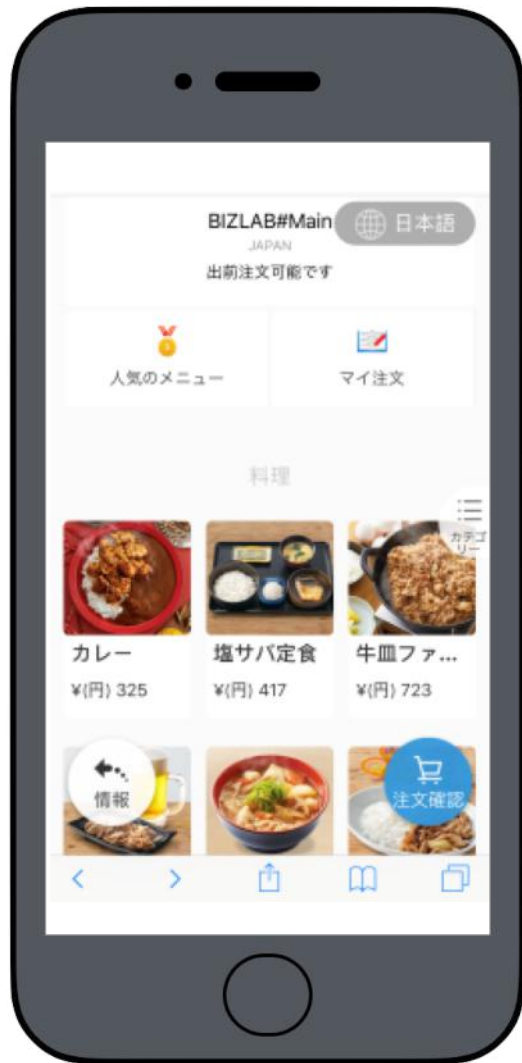 BIZLAB#Main
日本語
JAPAN
出前注文可能です
人気のメニュー
マイ注文
料理
カテゴ
リー
カレー
塩サバ定食
牛皿ファ...
¥(円) 325
¥(円) 417
¥(円) 723
情報
注文確認